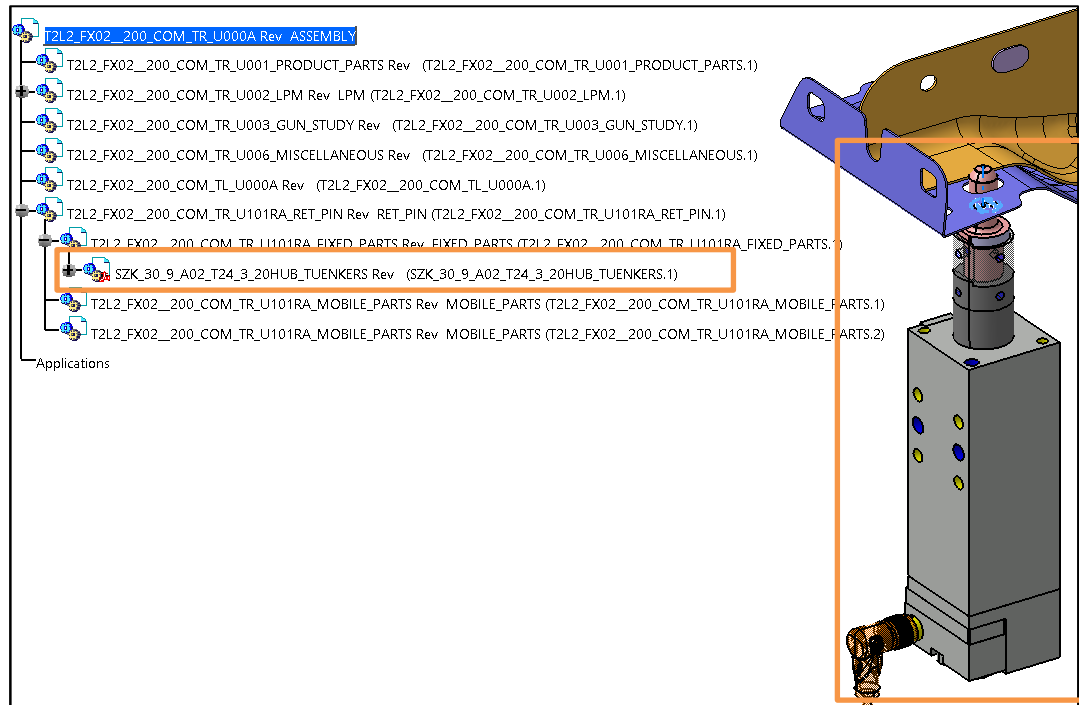 T2L2_FX02__200_COM_TR_U000A Rev  ASSEMBLY
T2L2_FX02__200_COM_TR_U001_PRODUCT_PARTS Rev   (T2L2_FX02__200_COM_TR_U001_PRODUCT_PARTS.1)
T2L2_FX02__200_COM_TR_U002_LPM Rev  LPM (T2L2_FX02__200_COM_TR_U002_LPM.1)
T2L2_FX02__200_COM_TR_U003_GUN_STUDY Rev   (T2L2_FX02__200_COM_TR_U003_GUN_STUDY.1)
T2L2_FX02__200_COM_TR_U006_MISCELLANEOUS Rev   (T2L2_FX02__200_COM_TR_U006_MISCELLANEOUS.1)
T2L2_FX02__200_COM_TL_U000A Rev   (T2L2_FX02__200_COM_TL_U000A.1)
T2L2_FX02__200_COM_TR_U101RA_RET_PIN Rev  RET_PIN (T2L2_FX02__200_COM_TR_U101RA_RET_PIN.1)
T2L2_FX02__200_COM_TR_U101RA_FIXED_PARTS Rev  FIXED_PARTS (T2L2_FX02__200_COM_TR_U101RA_FIXED_PARTS.1)
SZK_30_9_A02_T24_3_20HUB_TUENKERS Rev   (SZK_30_9_A02_T24_3_20HUB_TUENKERS.1)
T2L2_FX02__200_COM_TR_U101RA_MOBILE_PARTS Rev  MOBILE_PARTS (T2L2_FX02__200_COM_TR_U101RA_MOBILE_PARTS.1)
T2L2_FX02__200_COM_TR_U101RA_MOBILE_PARTS Rev  MOBILE_PARTS (T2L2_FX02__200_COM_TR_U101RA_MOBILE_PARTS.2)
Applications